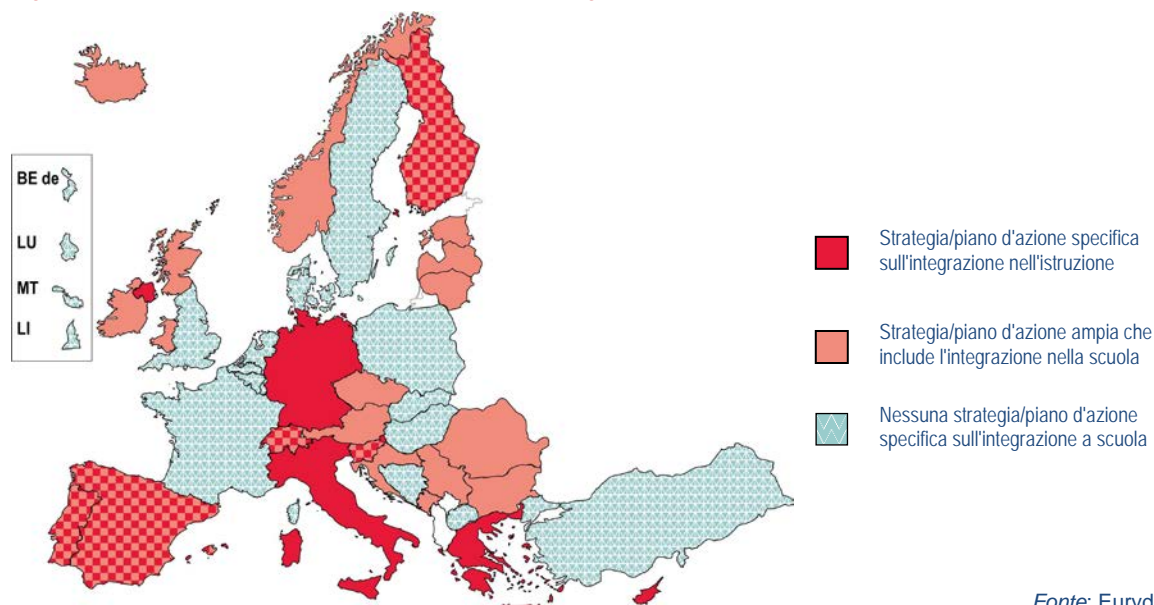 BE de
LU
MT
LI
Strategia/piano d'azione specifica
sull'integrazione nell'istruzione
Strategia/piano d'azione ampia che
include l'integrazione nella scuola
Nessuna strategia/piano d'azione
specifica sull'integrazione a scuola
Fonte: Euryd